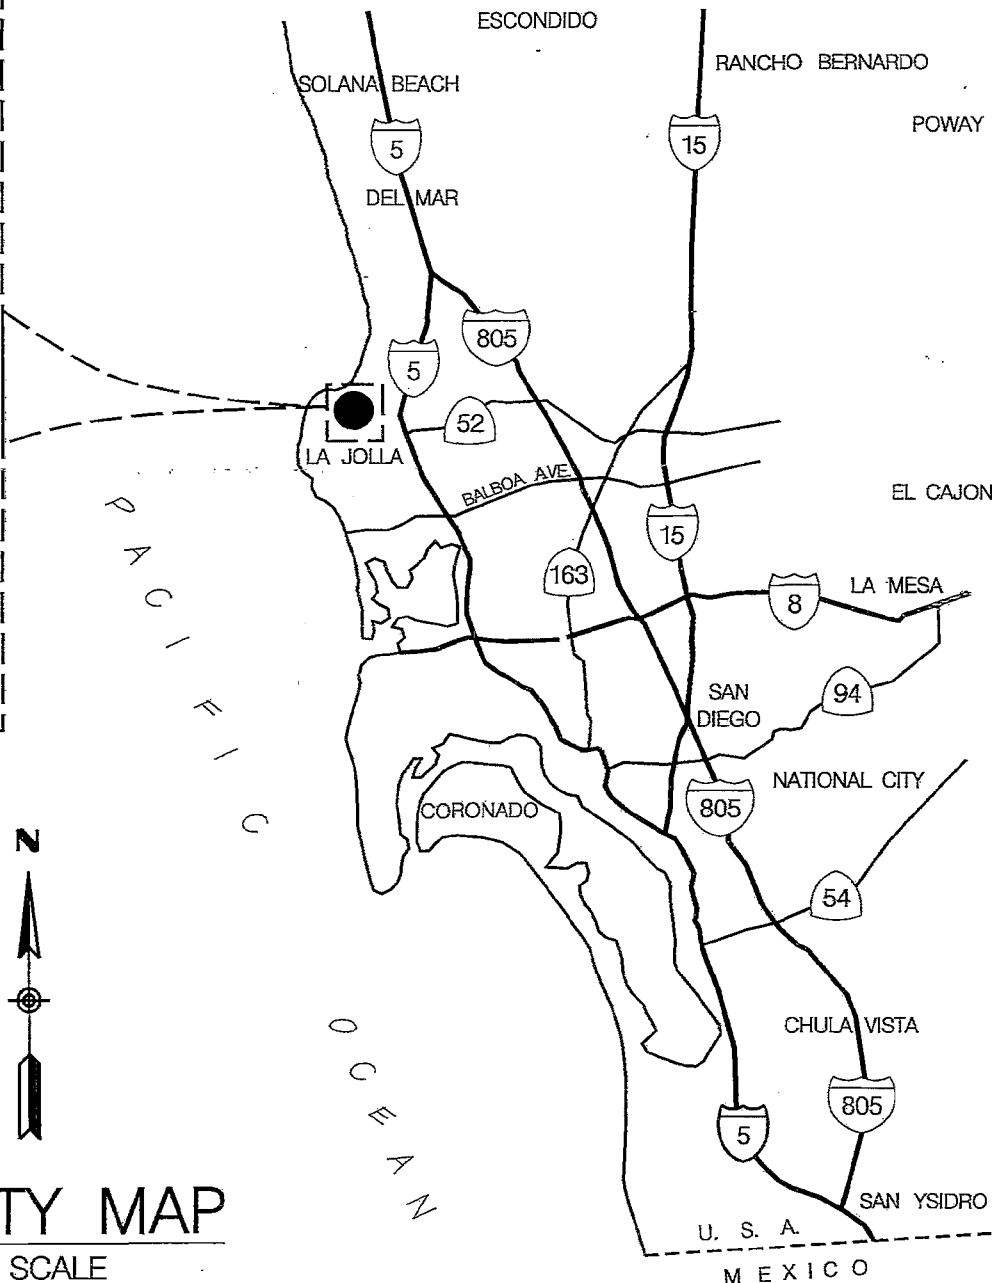 ESCONDIDO
RANCHO BERNARDO
SOLANA BEACH
POWAY
5
15
DEL MAR
805
5
52
LA JOLLA
BALBOA AVE.
EL CAJON
PACIFIC
15
163
LA MESA
8
94
SAN
DIEGO
NATIONAL CITY
805
CORONADO
N
54
OCEAN
CHULA VISTA
805
5
TY MAP
SCALE
SAN YSIDRO
U. S. A.
MEXICO